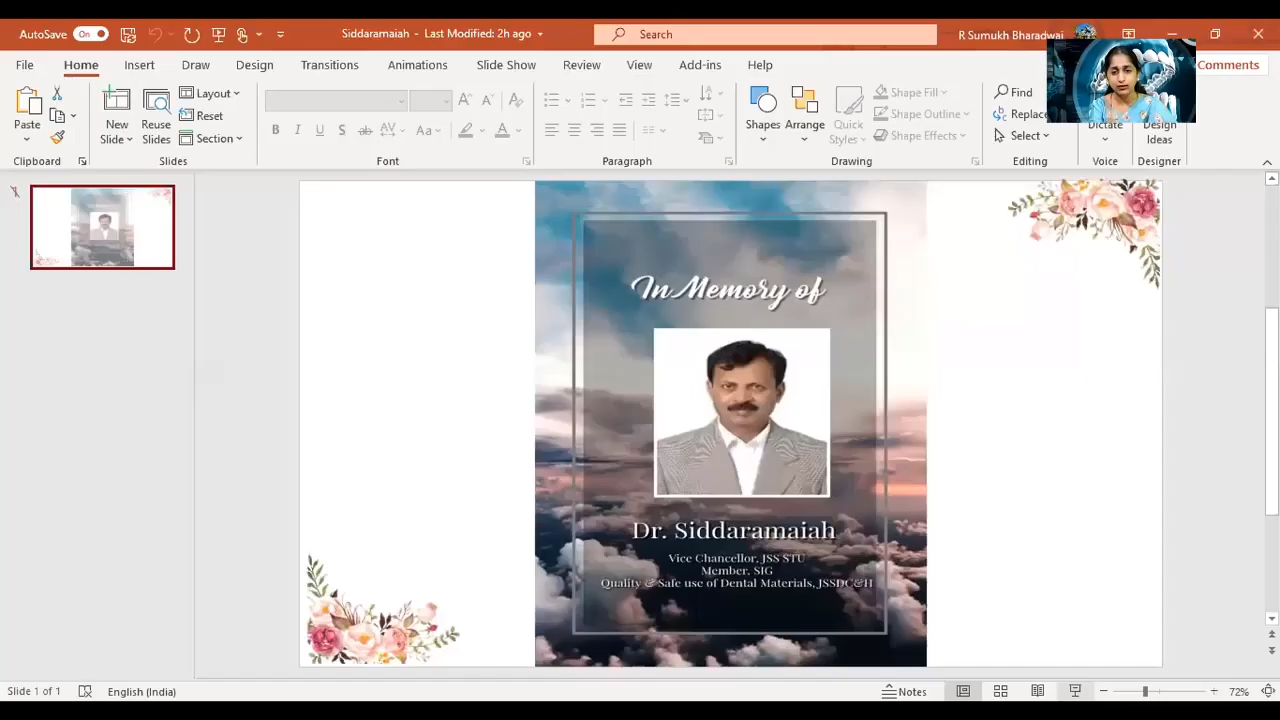 AutoSave On
Siddaramaiah - Last Modified: 2h ago
Search
R Sumukh Bharadwaj
File Home Insert Draw Design Transitions Animations Slide Show Review View Add-ins Help Comments
Paste
Clipboard
New Slide
Reuse Slides
Layout
Reset
Section
Slides
B I U S ab AV Aa A
Font
Paragraph
Shapes
Arrange
Quick Styles
Shape Fill
Shape Outline
Shape Effects
Drawing
Find
Replace
Select
Editing
Dictate
Voice
Design Ideas
Designer
In Memory of
Dr. Siddaramaiah
Vice Chancellor, JSS STU
Member, SIG
Quality & Safe use of Dental Materials, JSSDC&H
Slide 1 of 1 English (India) Notes 72%